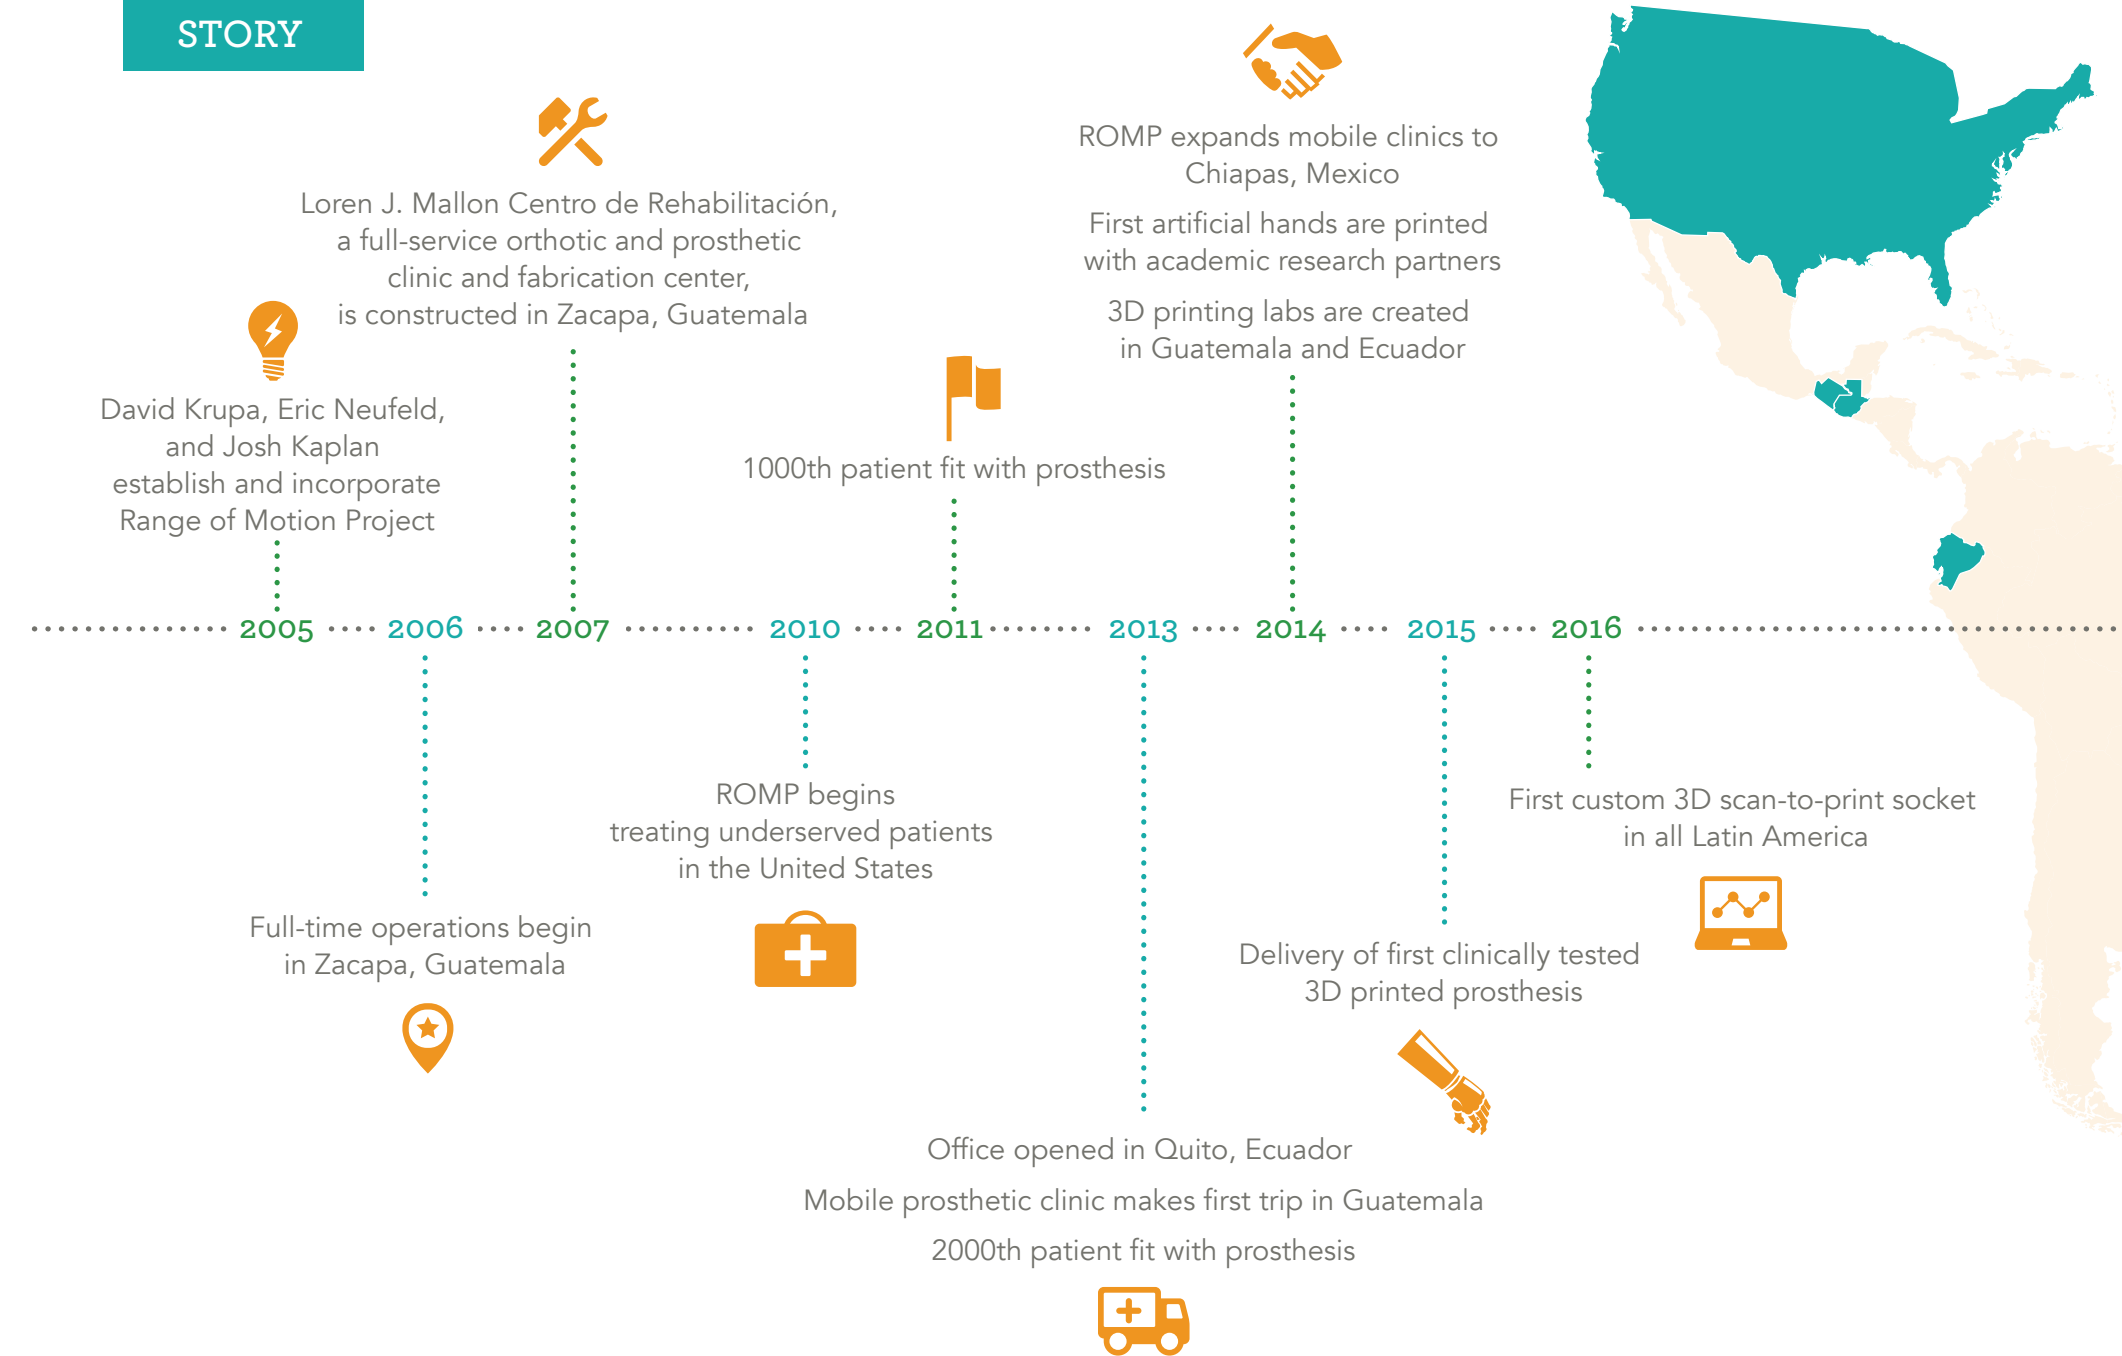 STORY
David Krupa, Eric Neufeld,
and Josh Kaplan
establish and incorporate
Range of Motion Project
Loren J. Mallon Centro de Rehabilitación,
a full-service orthotic and prosthetic
clinic and fabrication center,
is constructed in Zacapa, Guatemala
1000th patient fit with prosthesis
ROMP expands mobile clinics to
Chiapas, Mexico
First artificial hands are printed
with academic research partners
3D printing labs are created
in Guatemala and Ecuador
2005 2006 2007 2010 2011 2013 2014 2015 2016
Full-time operations begin
in Zacapa, Guatemala
ROMP begins
treating underserved patients
in the United States
Office opened in Quito, Ecuador
Mobile prosthetic clinic makes first trip in Guatemala
2000th patient fit with prosthesis
Delivery of first clinically tested
3D printed prosthesis
First custom 3D scan-to-print socket
in all Latin America